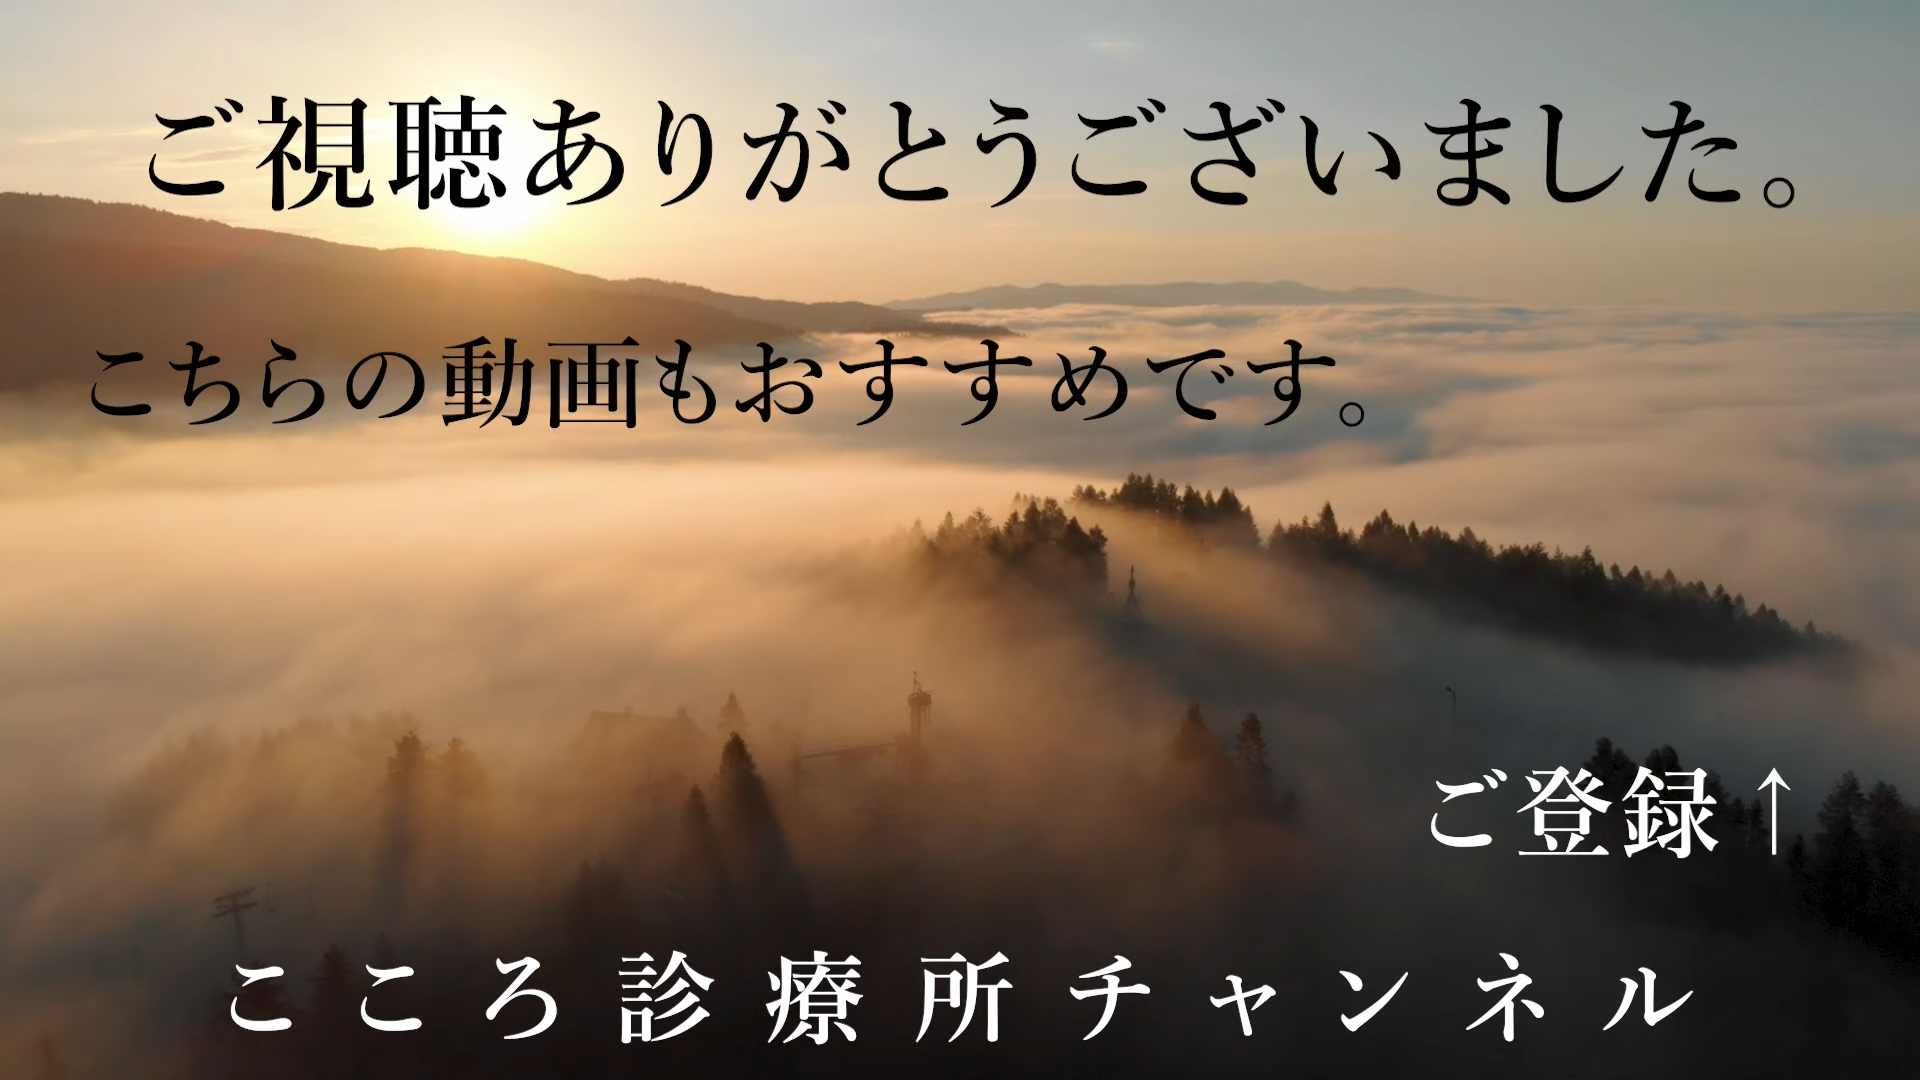 ご視聴ありがとうございました。
こちらの動画もおすすめです。
ご登録↑
こころ診療所チャンネル